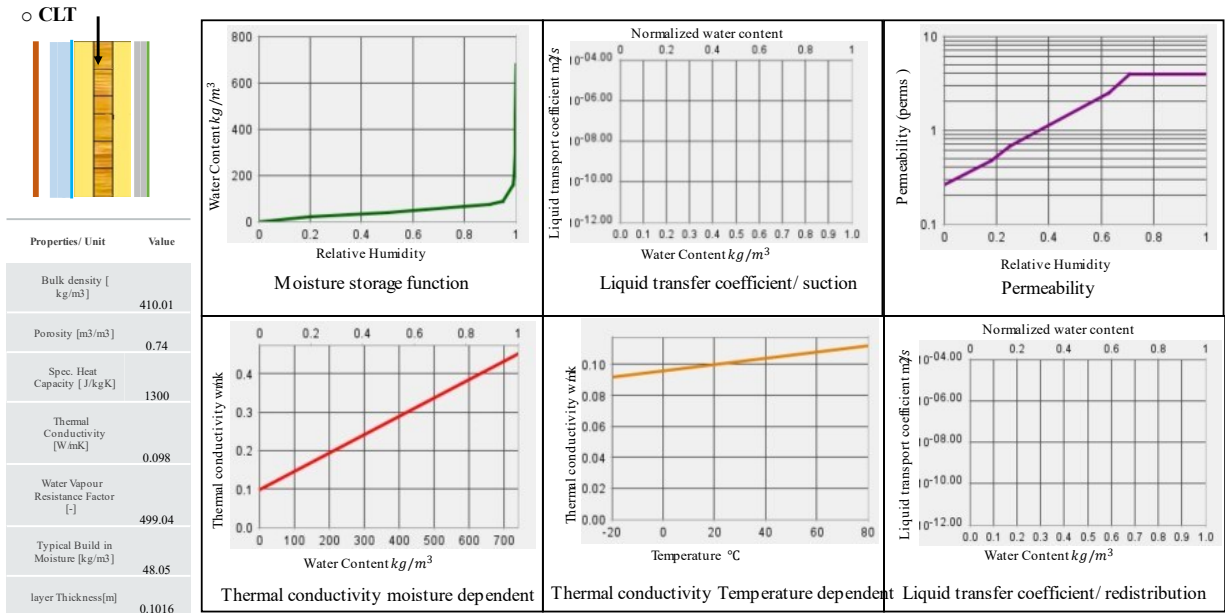 ○ CLT
Properties/ Unit Value
Bulk density [
kg/m3]
410.01
Porosity [m3/m3]
0.74
Spec. Heat
Capacity [ J/kgK]
1300
Thermal
Conductivity
[W/mK]
0.098
Water Vapour
Resistance Factor
[-]
499.04
Typical Build in
Moisture [kg/m3]
48.05
layer Thickness[m]
0.1016
Water Content kg/m³
800
600
400
200
0
0 0.2 0.4 0.6 0.8 1
Relative Humidity
Moisture storage function
Normalized water content
0 0.2 0.4 0.6 0.8 1
Liquid transport coefficient m²/s
10-04.00
10-06.00
10-08.00
10-10.00
10-12.00
0.0 0.1 0.2 0.3 0.4 0.5 0.6 0.7 0.8 0.9 1.0
Water Content kg/m³
Liquid transfer coefficient/ suction
Permeability (perms )
10
1
0.1
0 0.2 0.4 0.6 0.8 1
Relative Humidity
Permeability
0 0.2 0.4 0.6 0.8 1
Thermal conductivity w/mk
0.4
0.3
0.2
0.1
0.0
0 100 200 300 400 500 600 700
Water Content kg/m³
Thermal conductivity moisture dependent
Thermal conductivity w/mk
0.10
0.08
0.06
0.04
0.02
0.00
-20 0 20 40 60 80
Temperature °C
Thermal conductivity Temperature dependent
Normalized water content
0 0.2 0.4 0.6 0.8 1
Liquid transport coefficient m²/s
10-04.00
10-06.00
10-08.00
10-10.00
10-12.00
0.0 0.1 0.2 0.3 0.4 0.5 0.6 0.7 0.8 0.9 1.0
Water Content kg/m³
Liquid transfer coefficient/ redistribution